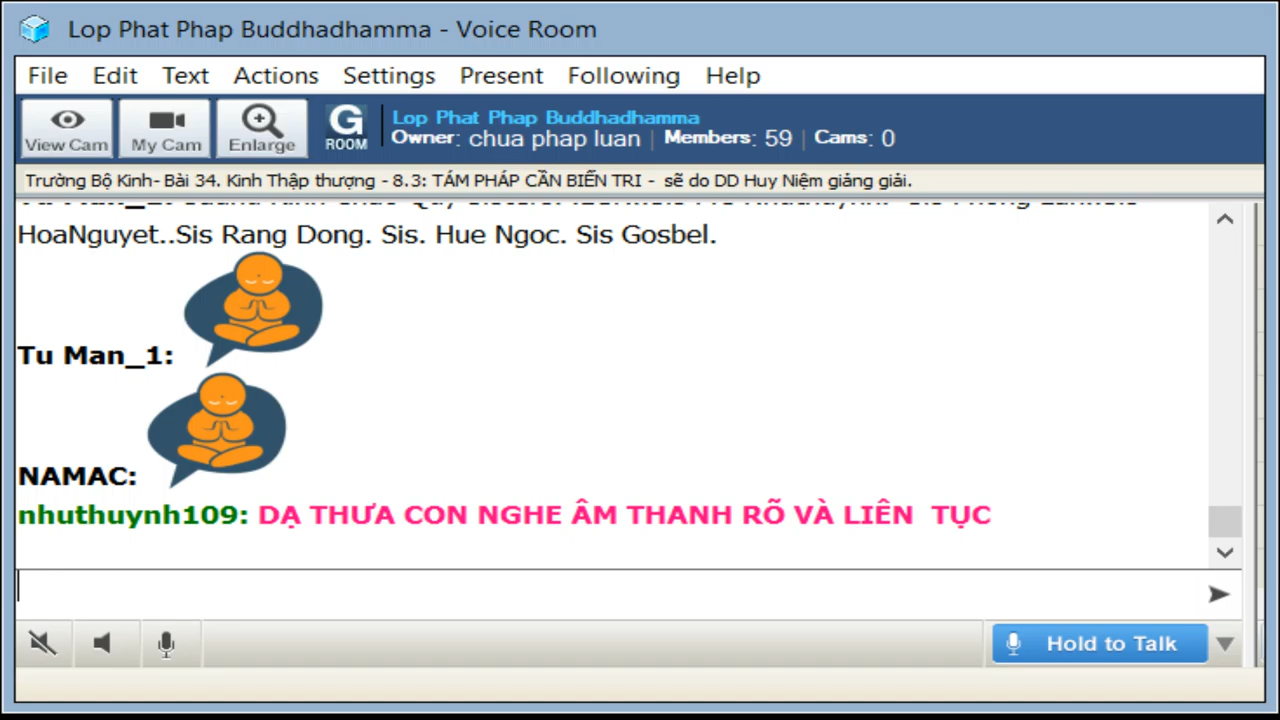 Lop Phat Phap Buddhadhamma - Voice Room
File Edit Text Actions Settings Present Following Help
View Cam My Cam Enlarge G ROOM
Lop Phat Phap Buddhadhamma
Owner: chua phap luan | Members: 59 | Cams: 0
Trường Bộ Kinh- Bài 34. Kinh Thập thượng - 8.3: TÁM PHÁP CẦN BIẾN TRI - sẽ do DD Huy Niệm giảng giải.
HoaNguyet..Sis Rang Dong. Sis. Hue Ngoc. Sis Gosbel.
Tu Man_1:
NAMAC:
nhuthuynh109: DẠ THƯA CON NGHE ÂM THANH RÕ VÀ LIÊN TỤC
Hold to Talk